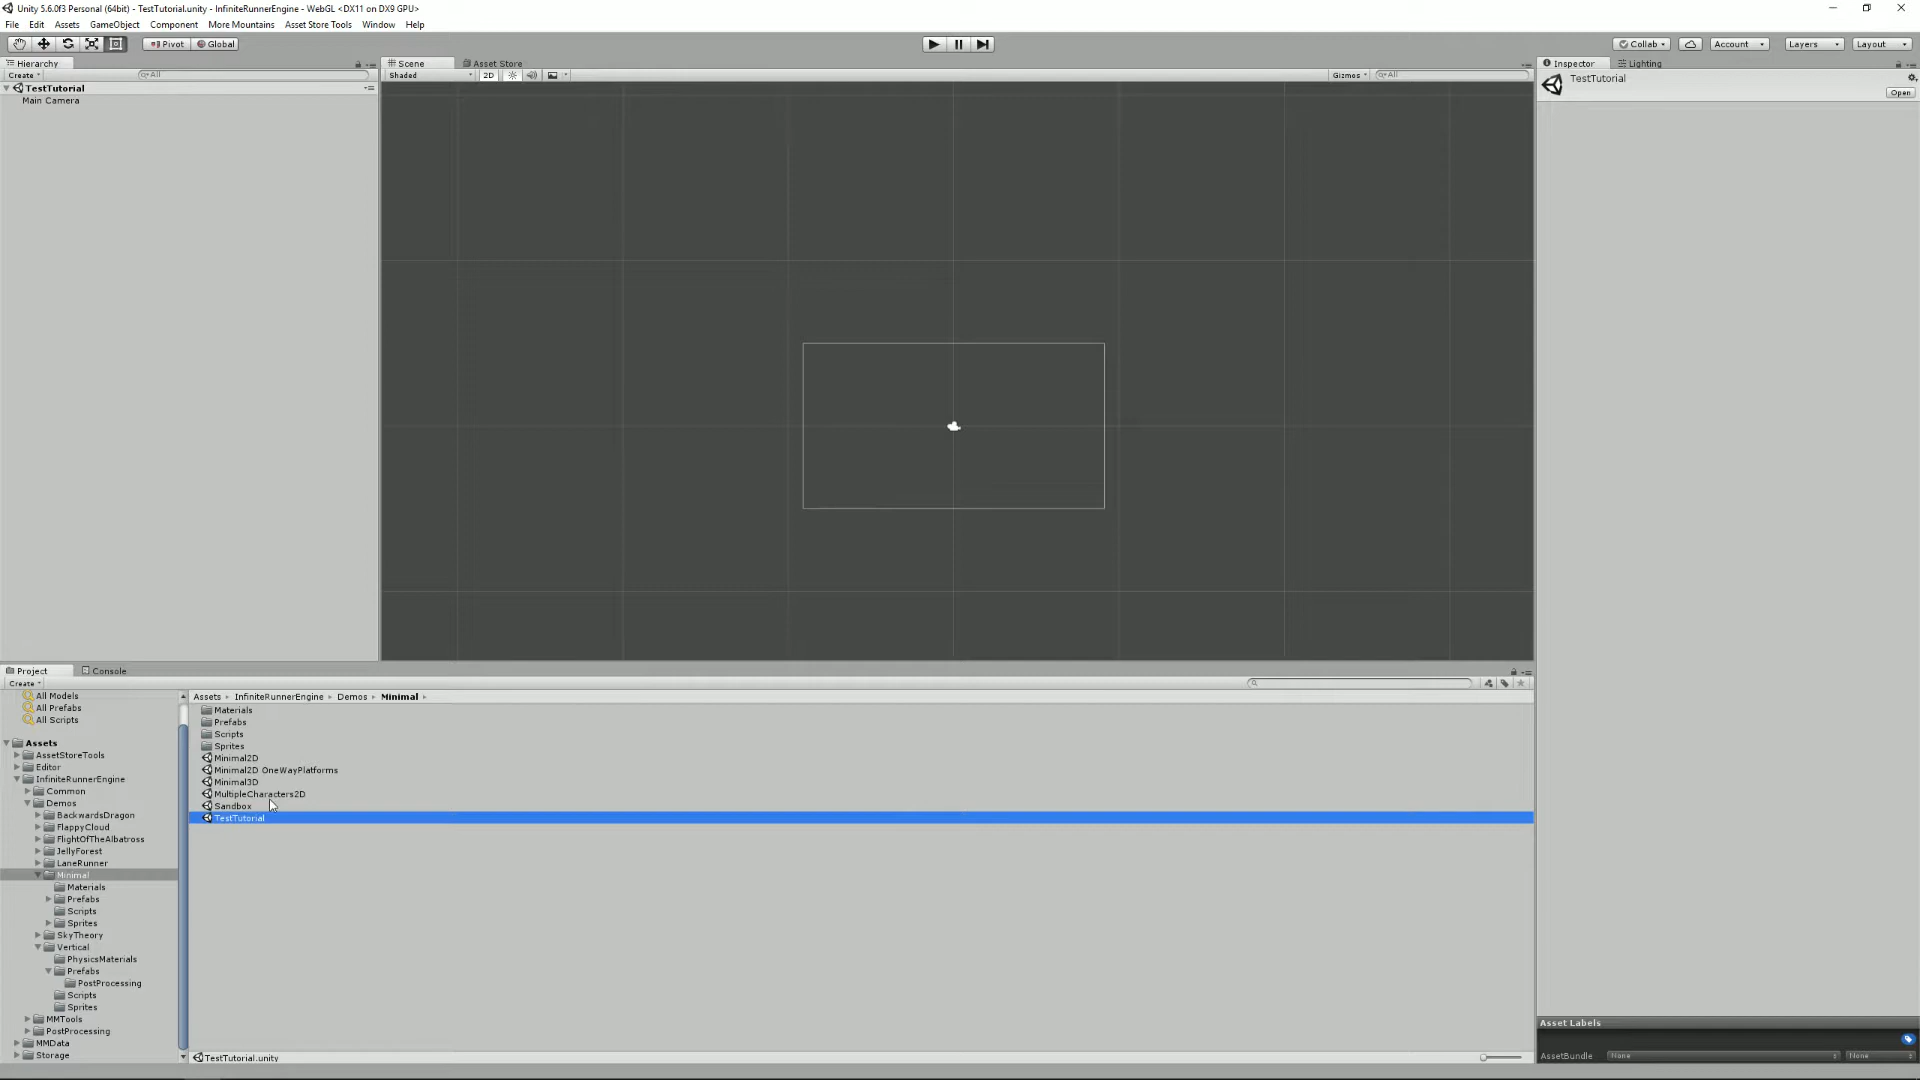 Unity 5.6.0f3 Personal (64bit) - TestTutorial.unity - InfiniteRunnerEngine - WebGL <DX11 on DX9 GPU>
File Edit Assets GameObject Component More Mountains Asset Store Tools Window Help
Pivot Global Collab Account Layers Layout
Hierarchy
Create All
TestTutorial
Main Camera
Scene Asset Store
Shaded 2D Gizmos All
Inspector Lighting
TestTutorial
Open
Project Console
Create
All Models
All Prefabs
All Scripts
Assets
AssetStoreTools
Editor
InfiniteRunnerEngine
Common
Demos
BackwardsDragon
FlappyCloud
FlightOfTheAlbatross
JellyForest
LaneRunner
Minimal
Materials
Prefabs
Scripts
Sprites
SkyTheory
Vertical
PhysicsMaterials
Prefabs
PostProcessing
Scripts
Sprites
MMTools
PostProcessing
MMData
Storage
Assets InfiniteRunnerEngine Demos Minimal
Materials
Prefabs
Scripts
Sprites
Minimal2D
Minimal2D OneWayPlatforms
Minimal3D
MultipleCharacters2D
Sandbox
TestTutorial
TestTutorial.unity
Asset Labels
AssetBundle None None